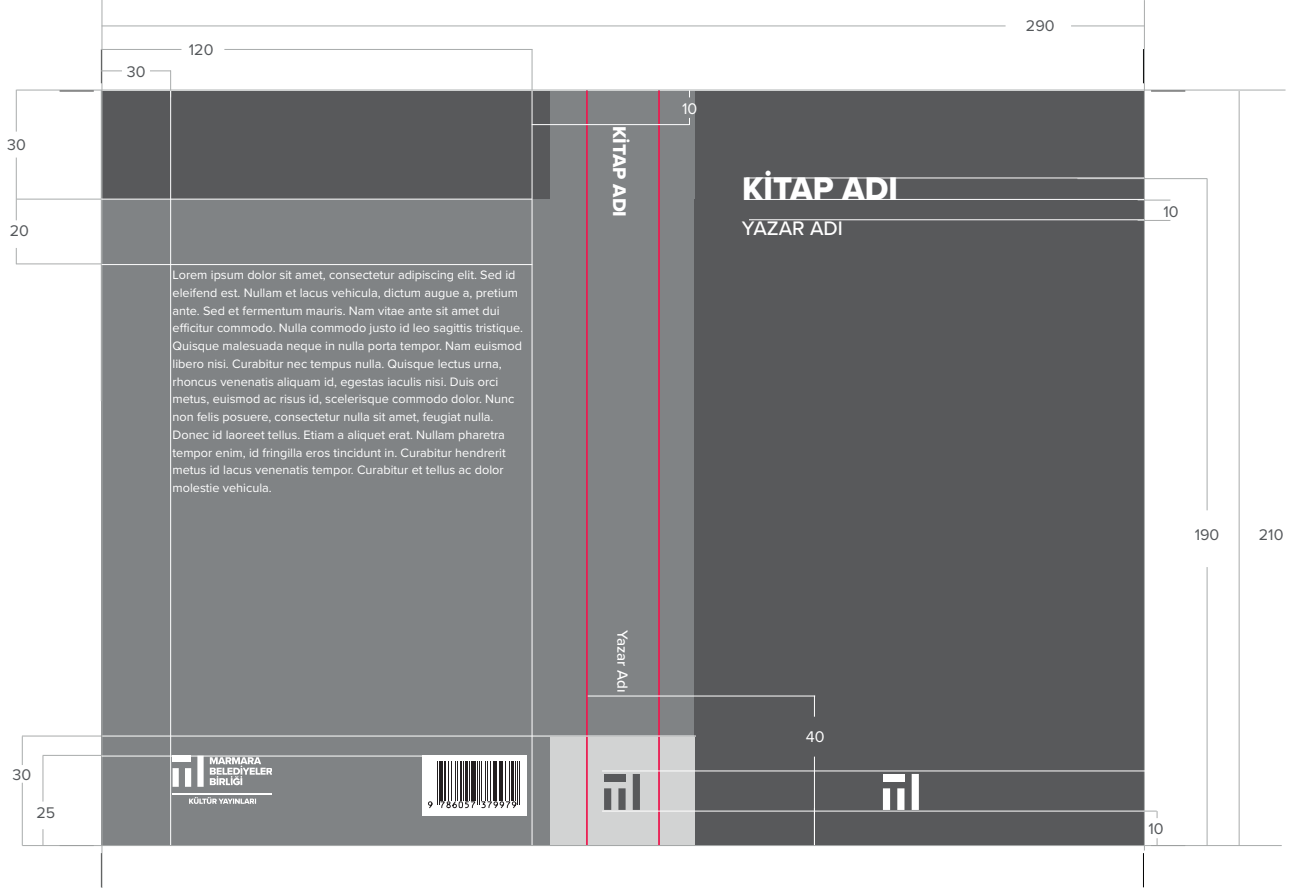 290
120
30
10
30
20
KİTAP ADI
KİTAP ADI
YAZAR ADI
10
Lorem ipsum dolor sit amet, consectetur adipiscing elit. Sed id
eleifend est. Nullam et lacus vehicula, dictum augue a, pretium
ante. Sed et fermentum mauris. Nam vitae ante sit amet dui
efficitur commodo. Nulla commodo justo id leo sagittis tristique.
Quisque malesuada neque in nulla porta tempor. Nam euismod
libero nisi. Curabitur nec tempus nulla. Quisque lectus urna,
rhoncus venenatis aliquam id, egestas iaculis nisi. Duis orci
metus, euismod ac risus id, scelerisque commodo dolor. Nunc
non felis posuere, consectetur nulla sit amet, feugiat nulla.
Donec id laoreet tellus. Etiam a aliquet erat. Nullam pharetra
tempor enim, id fringilla eros tincidunt in. Curabitur hendrerit
metus id lacus venenatis tempor. Curabitur et tellus ac dolor
molestie vehicula.
190
210
Yazar Adı
40
30
25
MARMARA
BELEDİYELER
BİRLİĞİ
KÜLTÜR YAYINLARI
9 786057 379979
10